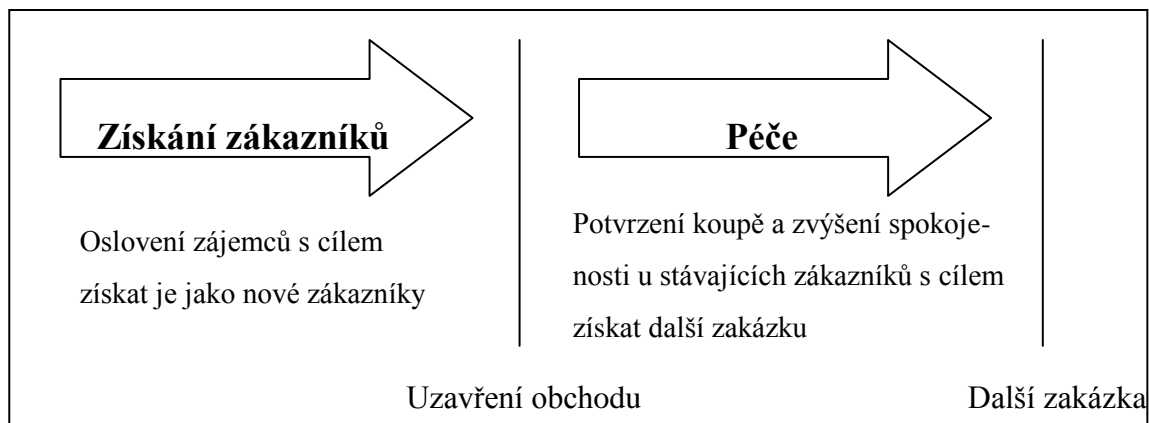 Získání zákazníků
Oslovení zájemců s cílem
získat je jako nové zákazníky
Péče
Potvrzení koupě a zvýšení spokoje-
nosti u stávajících zákazníků s cílem
získat další zakázku
Uzavření obchodu
Další zakázka